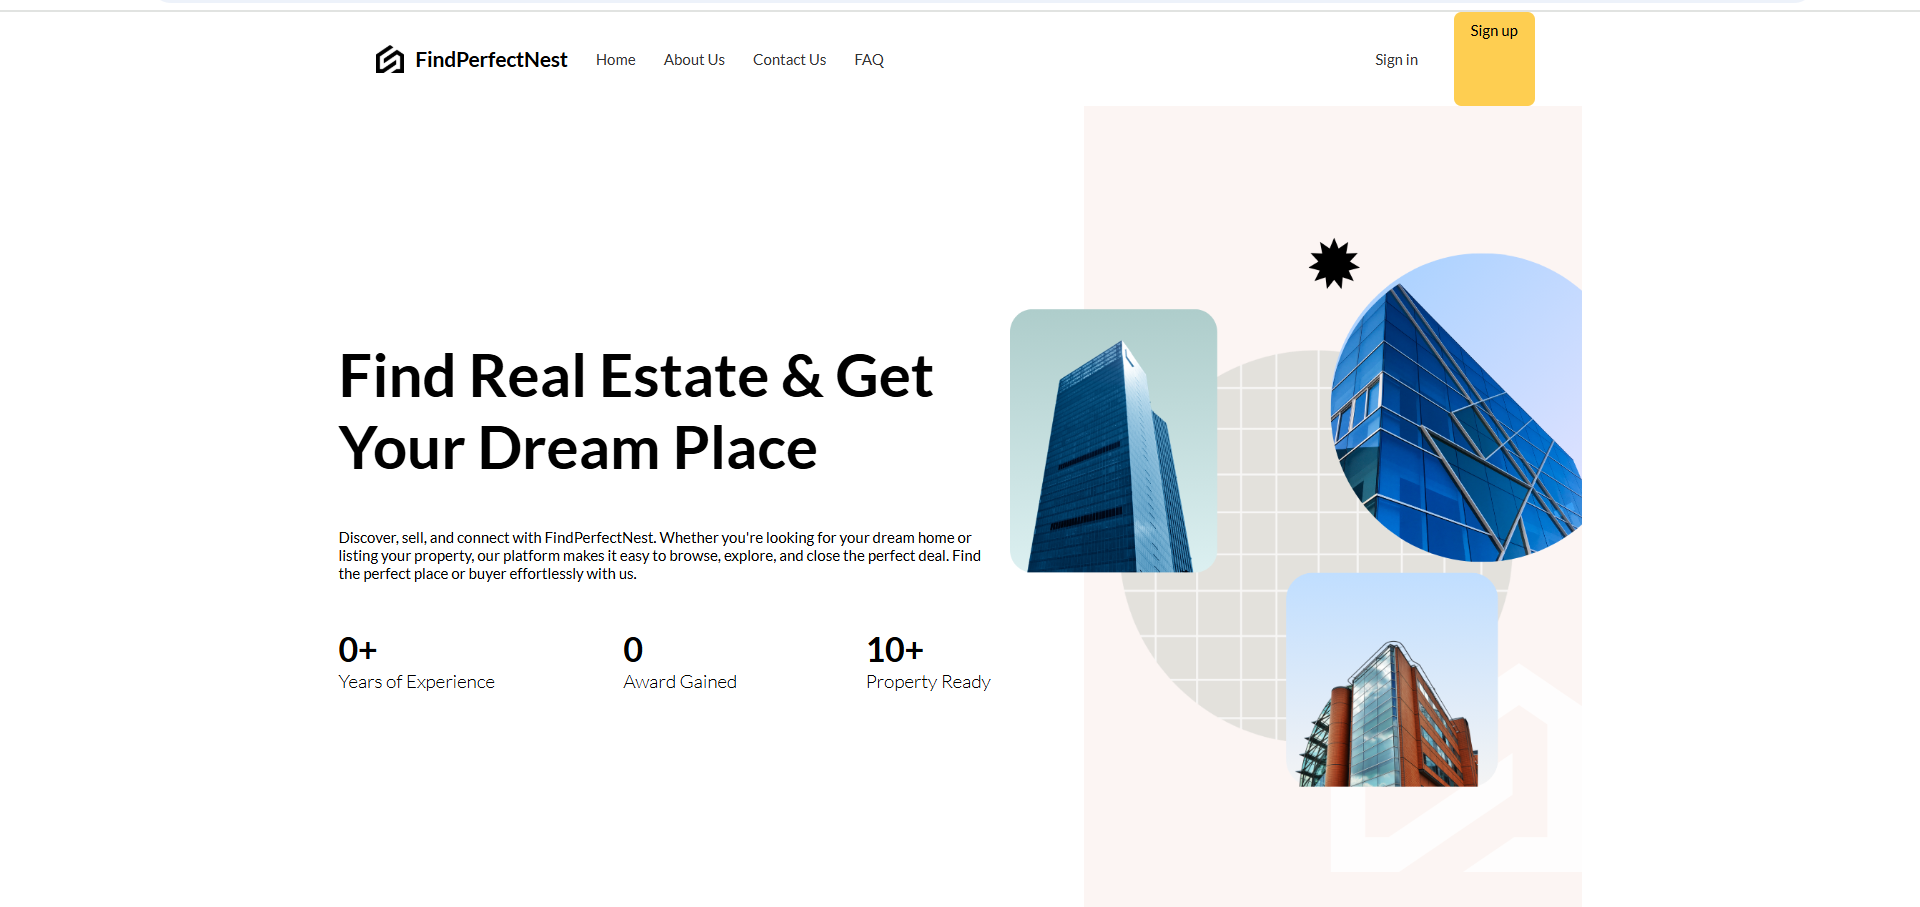 FindPerfectNest
Home
About Us
Contact Us
FAQ
Sign in
Sign up
Find Real Estate & Get
Your Dream Place
Discover, sell, and connect with FindPerfectNest. Whether you're looking for your dream home or
listing your property, our platform makes it easy to browse, explore, and close the perfect deal. Find
the perfect place or buyer effortlessly with us.
0+
Years of Experience
0
Award Gained
10+
Property Ready